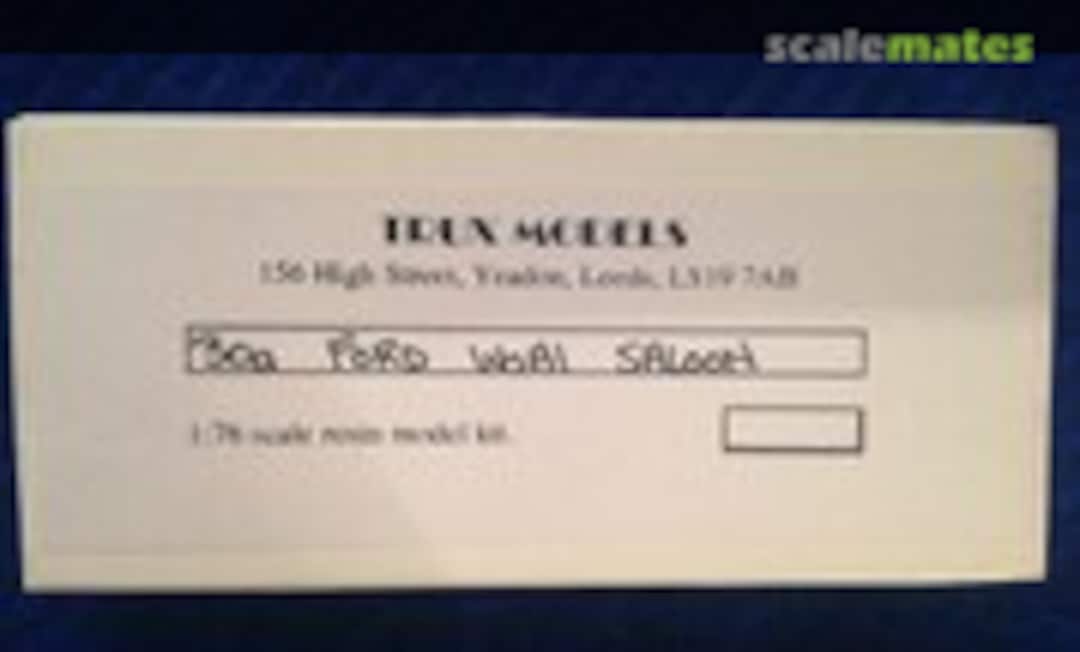 scalemates
TRUX MODELS
156 High Street, Yeadon, Leeds, LS19 7AB
FORD SALOON
1:76 scale resin model kit.